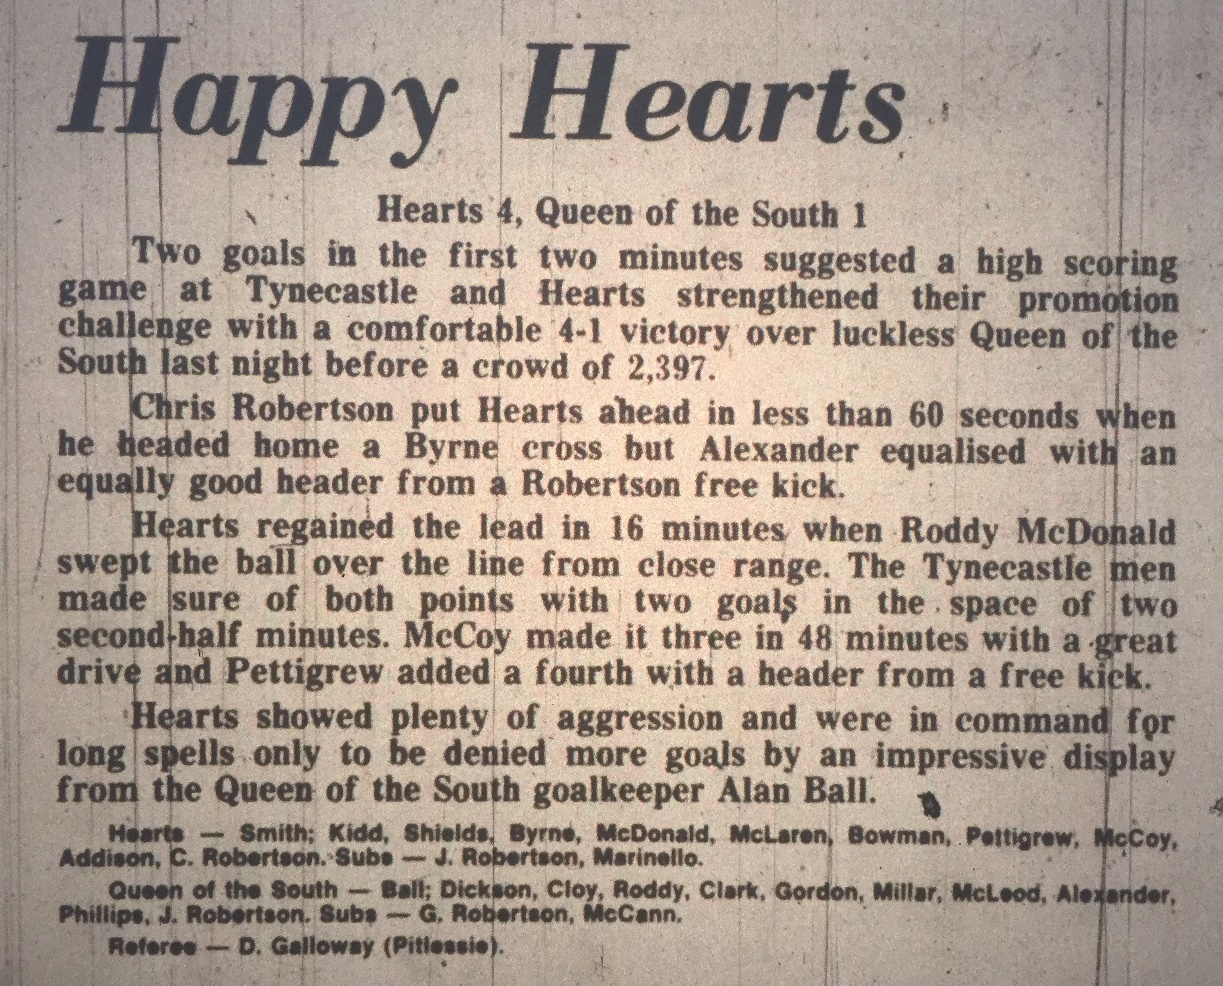 Happy Hearts
Hearts 4, Queen of the South 1
Two goals in the first two minutes suggested a high scoring
game at Tynecastle and Hearts strengthened their promotion
challenge with a comfortable 4-1 victory over luckless Queen of the
South last night before a crowd of 2,397.
Chris Robertson put Hearts ahead in less than 60 seconds when
he headed home a Byrne cross but Alexander equalised with an
equally good header from a Robertson free kick.
Hearts regained the lead in 16 minutes when Roddy McDonald
swept the ball over the line from close range. The Tynecastle men
made sure of both points with two goals in the space of two
second-half minutes. McCoy made it three in 48 minutes with a great
drive and Pettigrew added a fourth with a header from a free kick.
Hearts showed plenty of aggression and were in command for
long spells only to be denied more goals by an impressive display
from the Queen of the South goalkeeper Alan Ball.
Hearts — Smith; Kidd, Shields, Byrne, McDonald, McLaren, Bowman, Pettigrew, McCoy,
Addison, C. Robertson. Subs — J. Robertson, Marinello.
Queen of the South — Ball; Dickson, Cloy, Roddy, Clark, Gordon, Millar, McLeod, Alexander,
Phillips, J. Robertson. Subs — G. Robertson, McCann.
Referee — D. Galloway (Pitlessie).